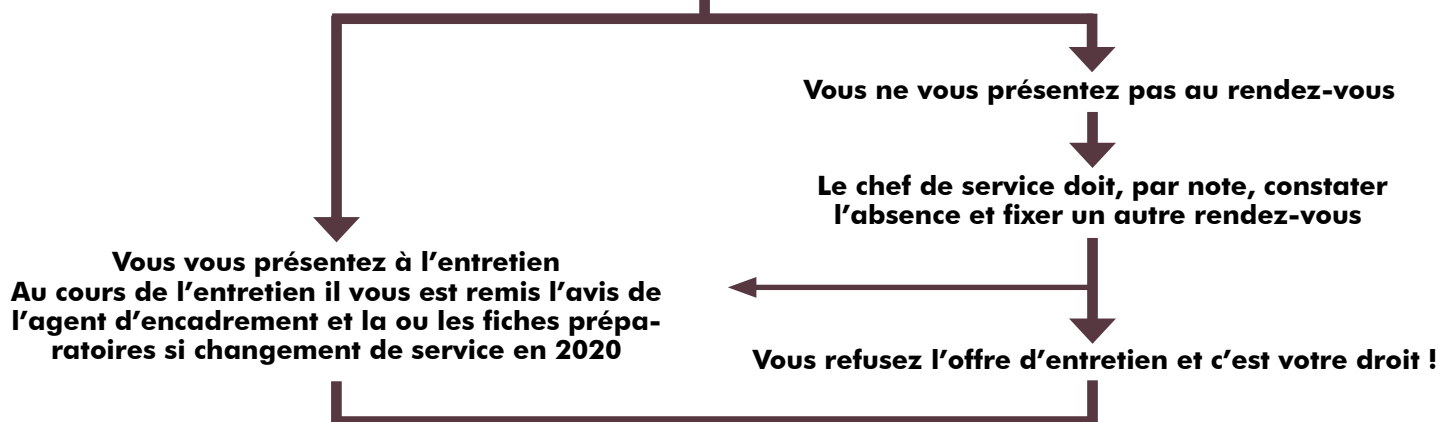 Vous ne vous présentez pas au rendez-vous
Le chef de service doit, par note, constater
l’absence et fixer un autre rendez-vous
Vous vous présentez à l’entretien
Au cours de l’entretien il vous est remis l’avis de
l’agent d’encadrement et la ou les fiches prépa-
ratoires si changement de service en 2020
Vous refusez l’offre d’entretien et c’est votre droit !